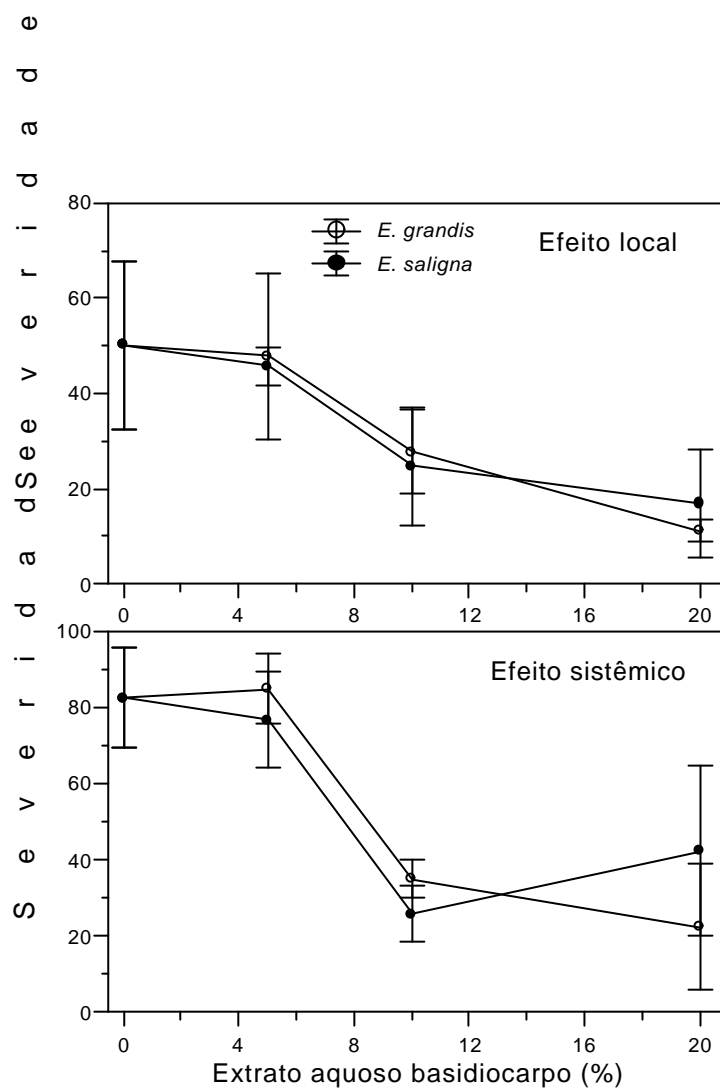 S e v e r i d a d e
80
60
40
20
0
E. grandis
E. saligna
Efeito local
0 4 8 12 16 20
S e v e r i d a d e
100
80
60
40
20
0
Efeito sistêmico
0 4 8 12 16 20
Extrato aquoso basidiocarpo (%)